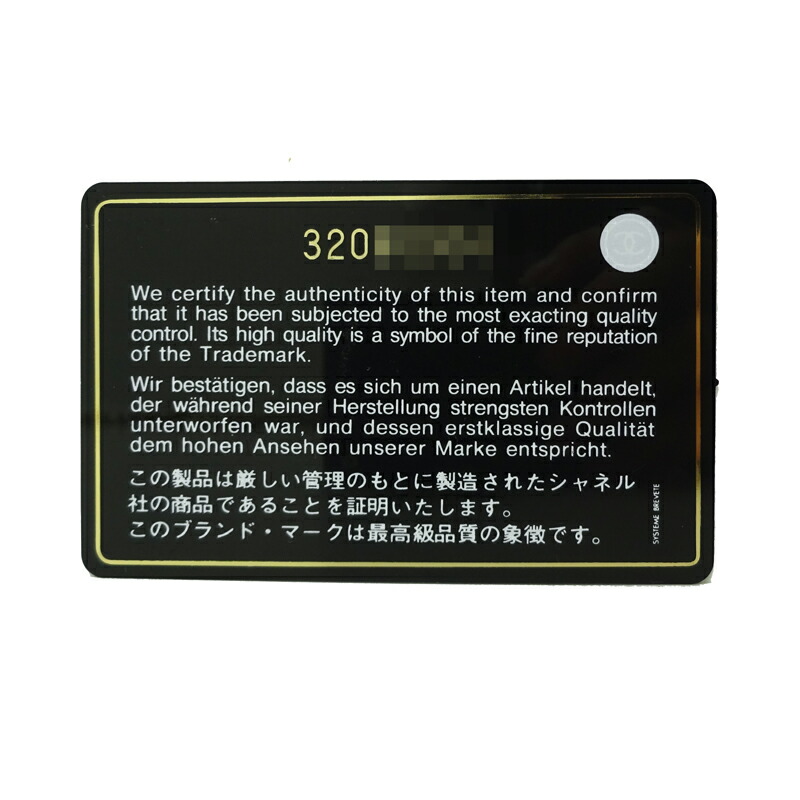 320
We certify the authenticity of this item and confirm
that it has been subjected to the most exacting quality
control. Its high quality is a symbol of the fine reputation
of the Trademark.
Wir bestätigen, dass es sich um einen Artikel handelt,
der während seiner Herstellung strengsten Kontrollen
unterworfen war, und dessen erstklassige Qualität
dem hohen Ansehen unserer Marke entspricht.
この製品は厳しい管理のもとに製造されたシャネル
社の商品であることを証明いたします。
このブランド・マークは最高級品質の象徴です。
SYSTEME BREVETE